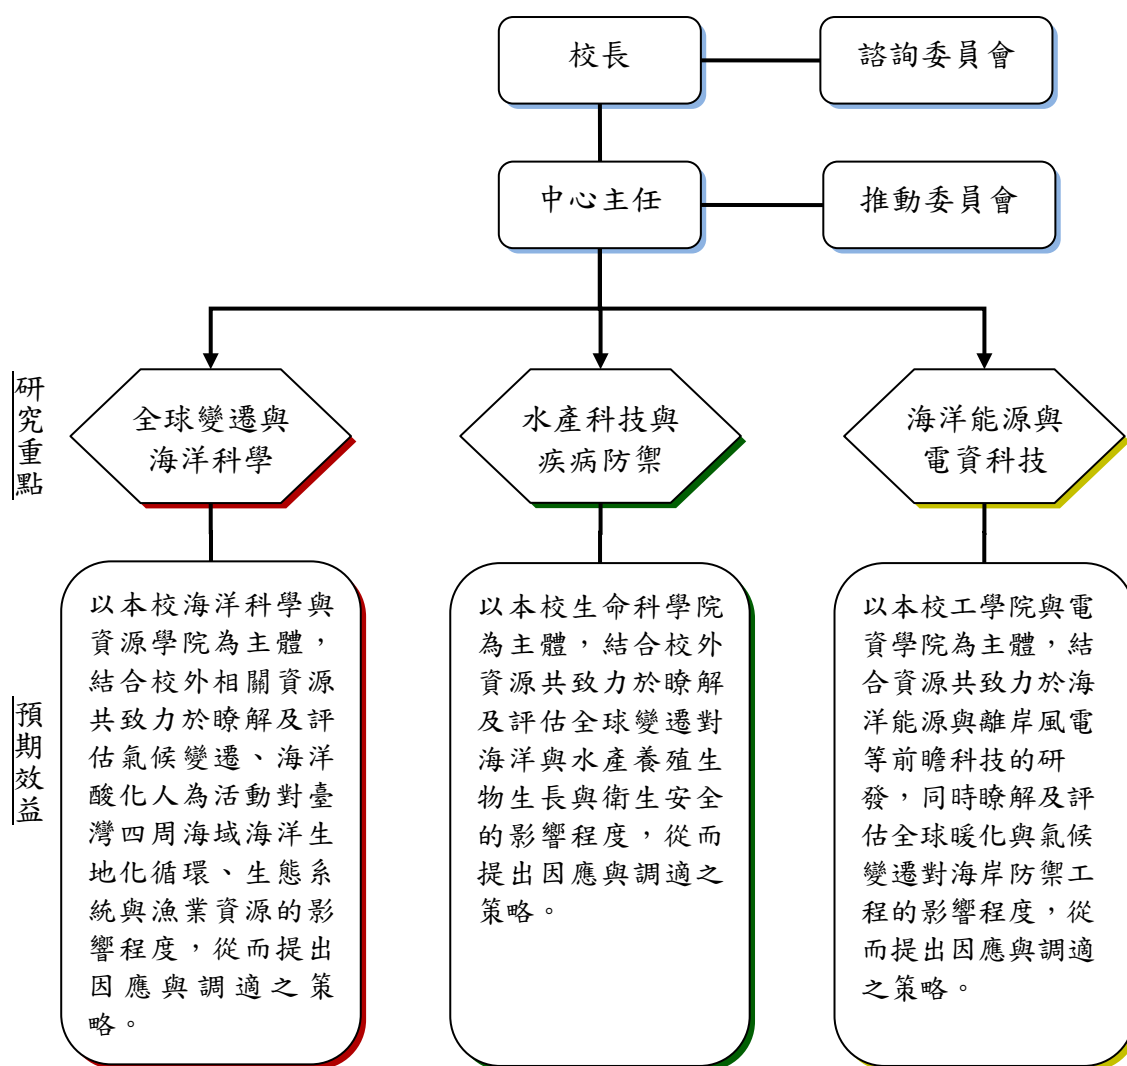 校長
諮詢委員會
中心主任
推動委員會
研究重點
全球變遷與
海洋科學
水產科技與
疾病防禦
海洋能源與
電資科技
預期效益
以本校海洋科學與
資源學院為主體，
結合校外相關資源
共致力於瞭解及評
估氣候變遷、海洋
酸化人為活動對臺
灣四周海域海洋生
地化循環、生態系
統與漁業資源的影
響程度，從而提出
因應與調適之策
略。
以本校生命科學院
為主體，結合校外
資源共致力於瞭解
及評估全球變遷對
海洋與水產養殖生
物生長與衛生安全
的影響程度，從而
提出因應與調適之
策略。
以本校工學院與電
資學院為主體，結
合資源共致力於海
洋能源與離岸風電
等前瞻科技的研
發，同時瞭解及評
估全球暖化與氣候
變遷對海岸防禦工
程的影響程度，從
而提出因應與調適
之策略。